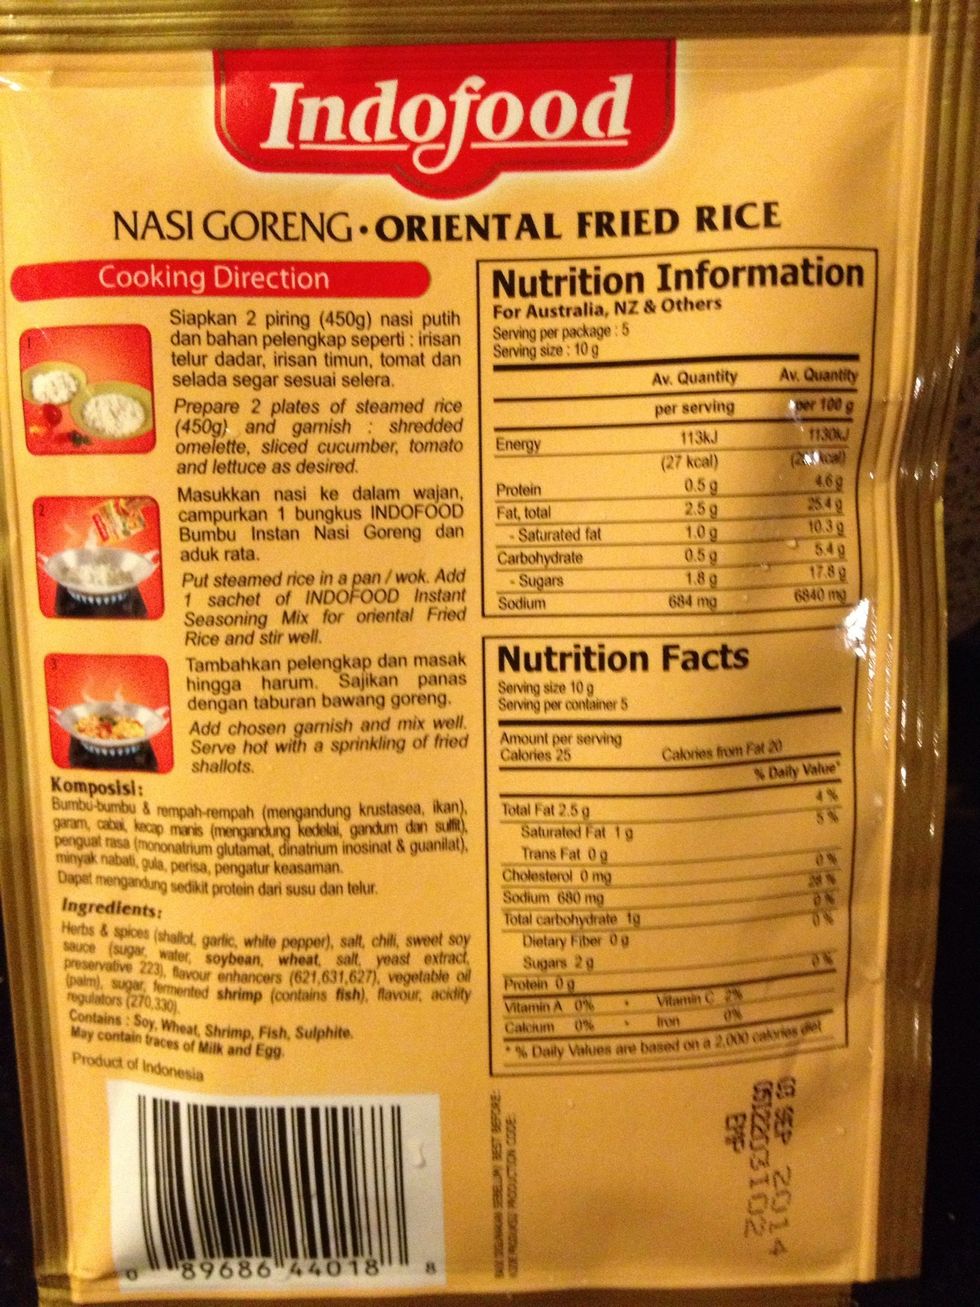 Indofood
NASI GORENG • ORIENTAL FRIED RICE
Cooking Direction
1
Siapkan 2 piring (450g) nasi putih
dan bahan pelengkap seperti : irisan
telur dadar, irisan timun, tomat dan
selada segar sesuai selera.
Prepare 2 plates of steamed rice
(450g) and garnish : shredded
omelette, sliced cucumber, tomato
and lettuce as desired.
2
Masukkan nasi ke dalam wajan,
campurkan 1 bungkus INDOFOOD
Bumbu Instan Nasi Goreng dan
aduk rata.
Put steamed rice in a pan / wok. Add
1 sachet of INDOFOOD Instant
Seasoning Mix for oriental Fried
Rice and stir well.
3
Tambahkan pelengkap dan masak
hingga harum. Sajikan panas
dengan taburan bawang goreng.
Add chosen garnish and mix well.
Serve hot with a sprinkling of fried
shallots.
Komposisi:
Bumbu-bumbu & rempah-rempah (mengandung krustasea, ikan),
garam, cabai, kecap manis (mengandung kedelai, gandum dan sulfit),
penguat rasa (mononatrium glutamat, dinatrium inosinat & guanilat),
minyak nabati, gula, perisa, pengatur keasaman.
Dapat mengandung sedikit protein dari susu dan telur.
Ingredients:
Herbs & spices (shallot, garlic, white pepper), salt, chili, sweet soy
sauce (sugar, water, soybean, wheat, salt, yeast extract,
preservative 223), flavour enhancers (621,631,627), vegetable oil
(palm), sugar, fermented shrimp (contains fish), flavour, acidity
regulators (270,330).
Contains : Soy, Wheat, Shrimp, Fish, Sulphite.
May contain traces of Milk and Egg.
Product of Indonesia
0 89686 44018 8
Nutrition Information
For Australia, NZ & Others
Serving per package : 5
Serving size : 10 g
Av. Quantity Av. Quantity
per serving per 100 g
Energy 113kJ 1130kJ
(27 kcal)
Protein 0.5 g 4.6 g
Fat, total 2.5 g 25.4 g
- Saturated fat 1.0 g 10.3 g
Carbohydrate 0.5 g 5.4 g
- Sugars 1.8 g 17.8 g
Sodium 684 mg 6840 mg
Nutrition Facts
Serving size 10 g
Serving per container 5
Amount per serving
Calories 25 Calories from Fat 20
% Daily Value*
Total Fat 2.5 g 4%
Saturated Fat 1 g 5%
Trans Fat 0 g
Cholesterol 0 mg 0%
Sodium 680 mg 28%
Total carbohydrate 1g 0%
Dietary Fiber 0 g 0%
Sugars 2 g
Protein 0 g 0%
Vitamin A 0% • Vitamin C 2%
Calcium 0% • Iron 0%
* % Daily Values are based on a 2,000 calories diet
BAIK DIGUNAKAN SEBELUM/ BEST BEFORE:
KODE PRODUKSI/ PRODUCTION CODE:
03 SEP 2014
EXP